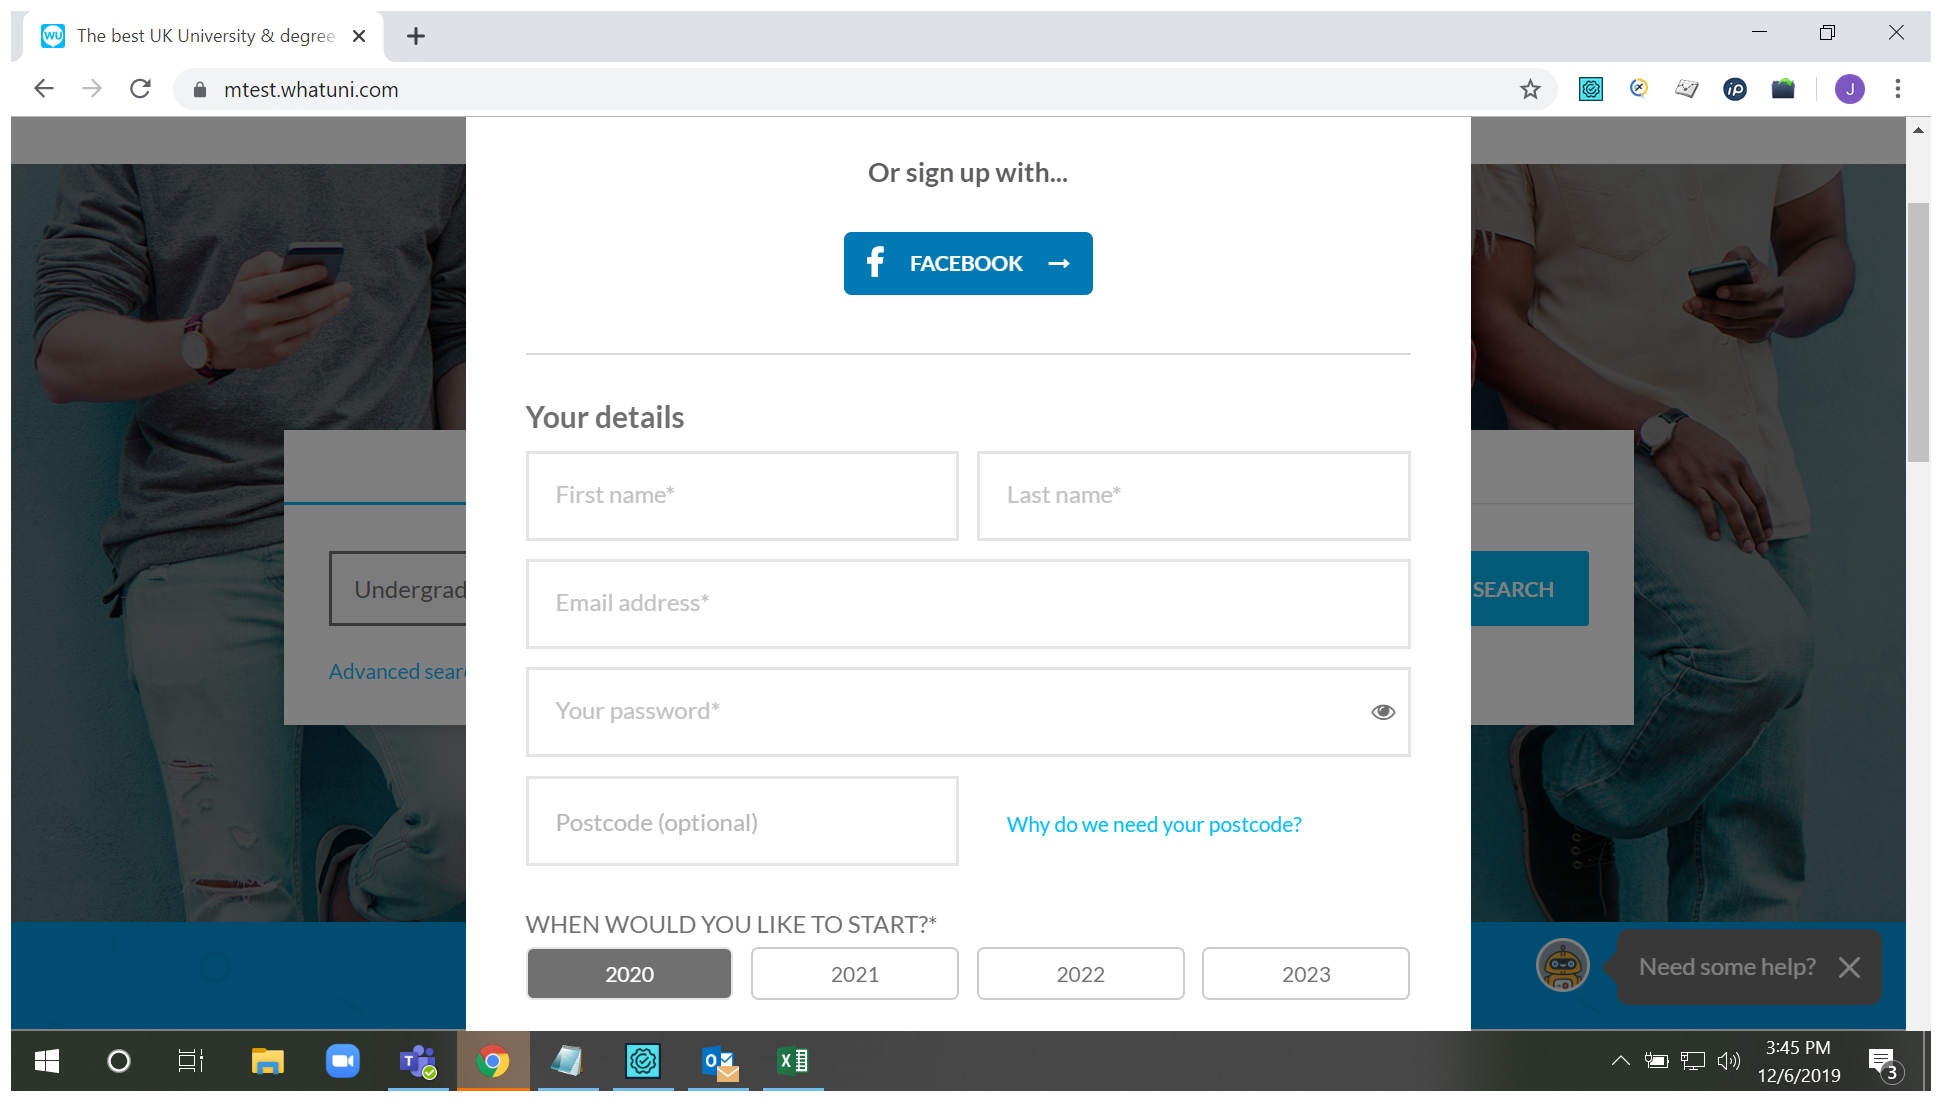 The best UK University & degree
mtest.whatuni.com
J
Or sign up with...
FACEBOOK
Your details
First name*
Last name*
Email address*
Undergrad
SEARCH
Advanced sear
Your password*
Postcode (optional)
Why do we need your postcode?
WHEN WOULD YOU LIKE TO START?*
2020
2021
2022
2023
Need some help?
3:45 PM
12/6/2019
3